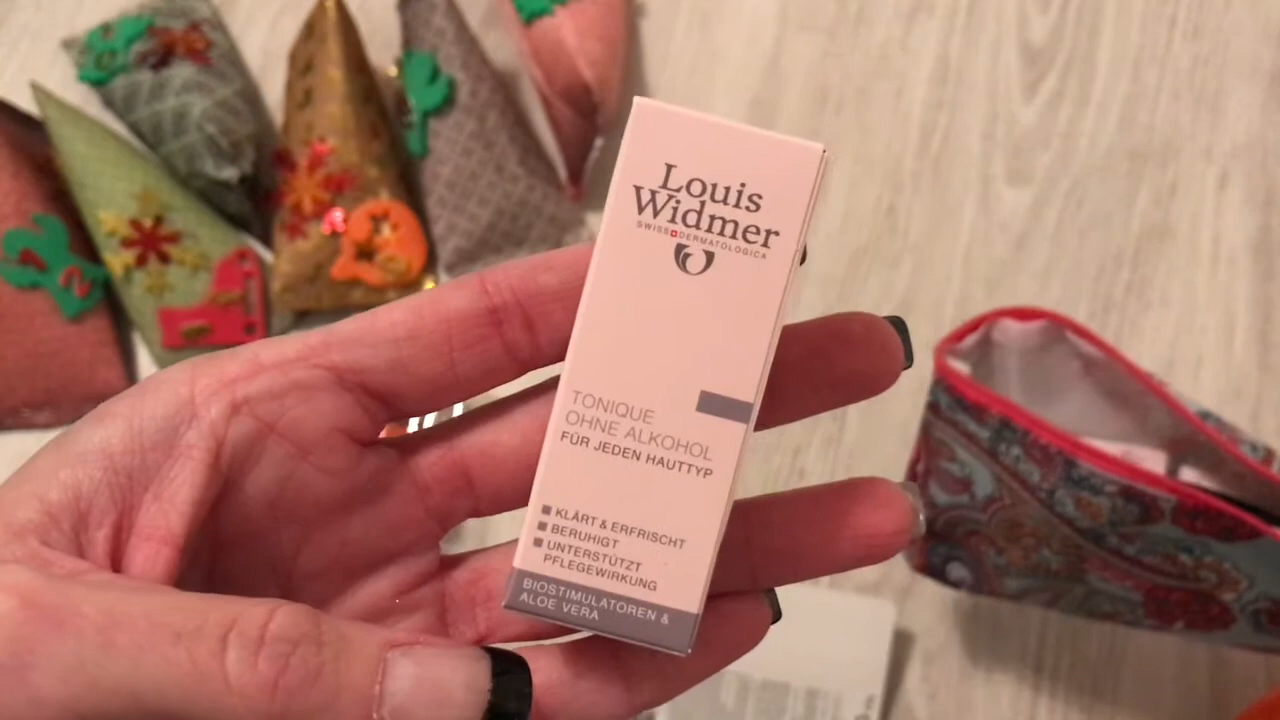 Louis
Widmer
SWISS DERMATOLOGICA
TONIQUE
OHNE ALKOHOL
FÜR JEDEN HAUTTYP
KLÄRT & ERFRISCHT
BERUHIGT
UNTERSTÜTZT
PFLEGEWIRKUNG
BIOSTIMULATOREN &
ALOE VERA